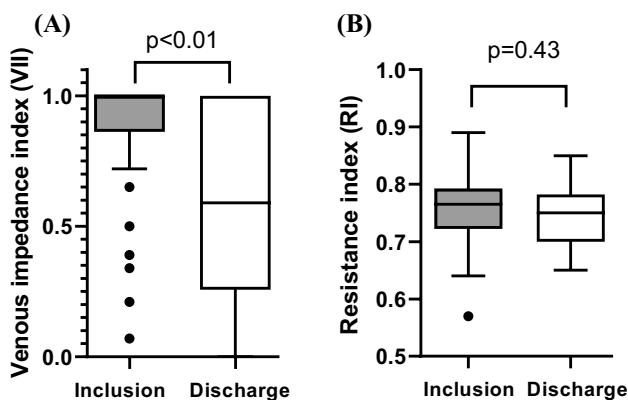 (A)
p<0.01
Venous impedance index (VII)
1.0
0.5
0.0
Inclusion Discharge
(B)
p=0.43
Resistance index (RI)
1.0
0.9
0.8
0.7
0.6
0.5
Inclusion Discharge